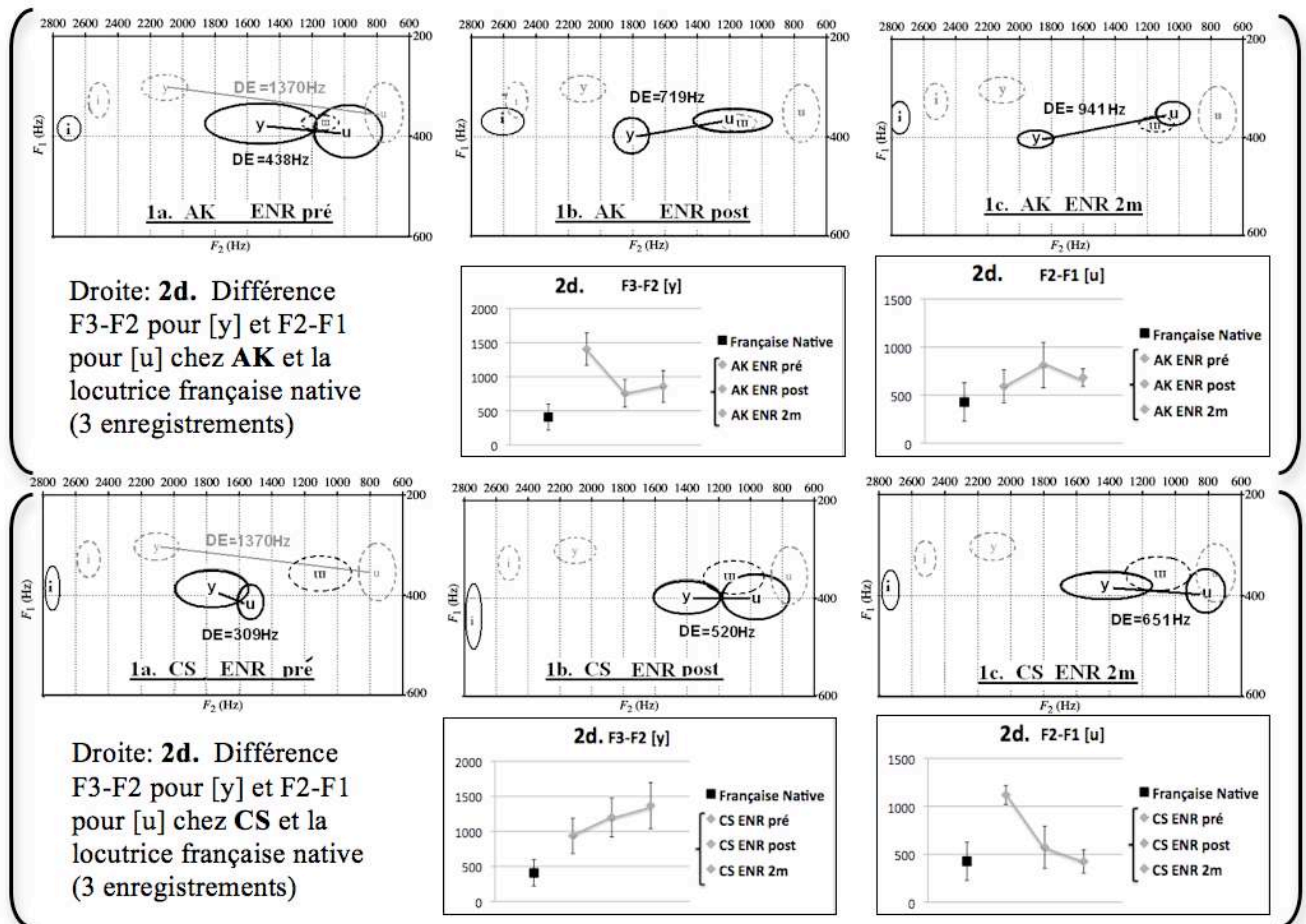 2800 2600 2400 2200 2000 1800 1600 1400 1200 1000 800 600
200
400
600
F1 (Hz)
F2 (Hz)
i
i
y
DE=1370Hz
y
ɯ
u
u
DE=438Hz
1a. AK ENR pré
2800 2600 2400 2200 2000 1800 1600 1400 1200 1000 800 600
200
400
600
F2 (Hz)
i
i
y
y
DE=719Hz
u
ɯ
u
1b. AK ENR post
2800 2600 2400 2200 2000 1800 1600 1400 1200 1000 800 600
200
400
600
F2 (Hz)
i
i
y
y
DE=941Hz
u
ɯ
u
1c. AK ENR 2m
Droite: 2d. Différence
F3-F2 pour [y] et F2-F1
pour [u] chez AK et la
locutrice française native
(3 enregistrements)
2d. F3-F2 [y]
2000
1500
1000
500
0
Française Native
AK ENR pré
AK ENR post
AK ENR 2m
2d. F2-F1 [u]
1500
1000
500
0
Française Native
AK ENR pré
AK ENR post
AK ENR 2m
2800 2600 2400 2200 2000 1800 1600 1400 1200 1000 800 600
200
400
600
F1 (Hz)
F2 (Hz)
i
i
y
DE=1370Hz
y
u
ɯ
u
DE=309Hz
1a. CS ENR pré
2800 2600 2400 2200 2000 1800 1600 1400 1200 1000 800 600
200
400
600
F2 (Hz)
i
i
y
y
ɯ
u
u
DE=520Hz
1b. CS ENR post
2800 2600 2400 2200 2000 1800 1600 1400 1200 1000 800 600
200
400
600
F2 (Hz)
i
i
y
y
ɯ
u
u
DE=651Hz
1c. CS ENR 2m
Droite: 2d. Différence
F3-F2 pour [y] et F2-F1
pour [u] chez CS et la
locutrice française native
(3 enregistrements)
2d. F3-F2 [y]
2000
1500
1000
500
0
Française Native
CS ENR pré
CS ENR post
CS ENR 2m
2d. F2-F1 [u]
1500
1000
500
0
Française Native
CS ENR pré
CS ENR post
CS ENR 2m